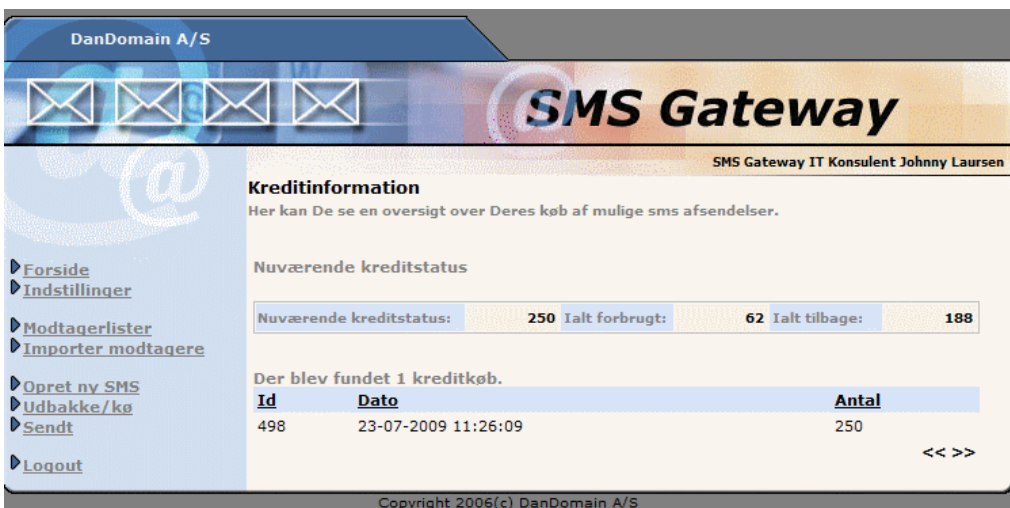 DanDomain A/S
SMS Gateway
SMS Gateway IT Konsulent Johnny Laursen
Kreditinformation
Her kan De se en oversigt over Deres køb af mulige sms afsendelser.
Forside
Indstillinger
Modtagerlister
Importer modtagere
Opret ny SMS
Udbakke/kø
Sendt
Logout
Nuværende kreditstatus
Nuværende kreditstatus: 250 Ialt forbrugt: 62 Ialt tilbage: 188
Der blev fundet 1 kreditkøb.
Id Dato Antal
498 23-07-2009 11:26:09 250
<< >>
Copyright 2006(c) DanDomain A/S